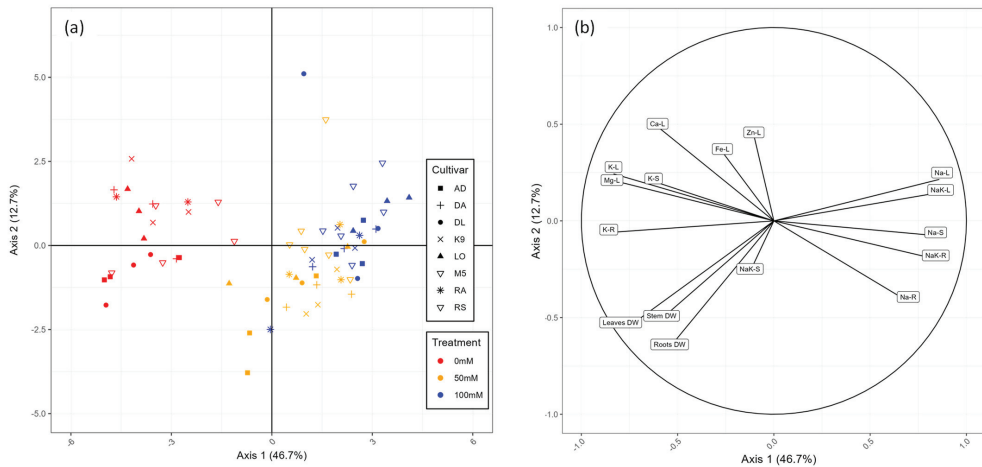 (a)
Axis 2 (12.7%)
5.0
2.5
0.0
-2.5
-5.0
-6
-3
0
3
6
Axis 1 (46.7%)
Cultivar
AD
DA
DL
K9
LO
M5
RA
RS
Treatment
0mM
50mM
100mM
(b)
Axis 2 (12.7%)
1.0
0.5
0.0
-0.5
-1.0
-1.0
-0.5
0.0
0.5
1.0
Axis 1 (46.7%)
Ca-L
Zn-L
Fe-L
K-L
Mg-L
K-S
Na-L
NaK-L
K-R
Na-S
NaK-R
NaK-S
Na-R
Stem DW
Leaves DW
Roots DW